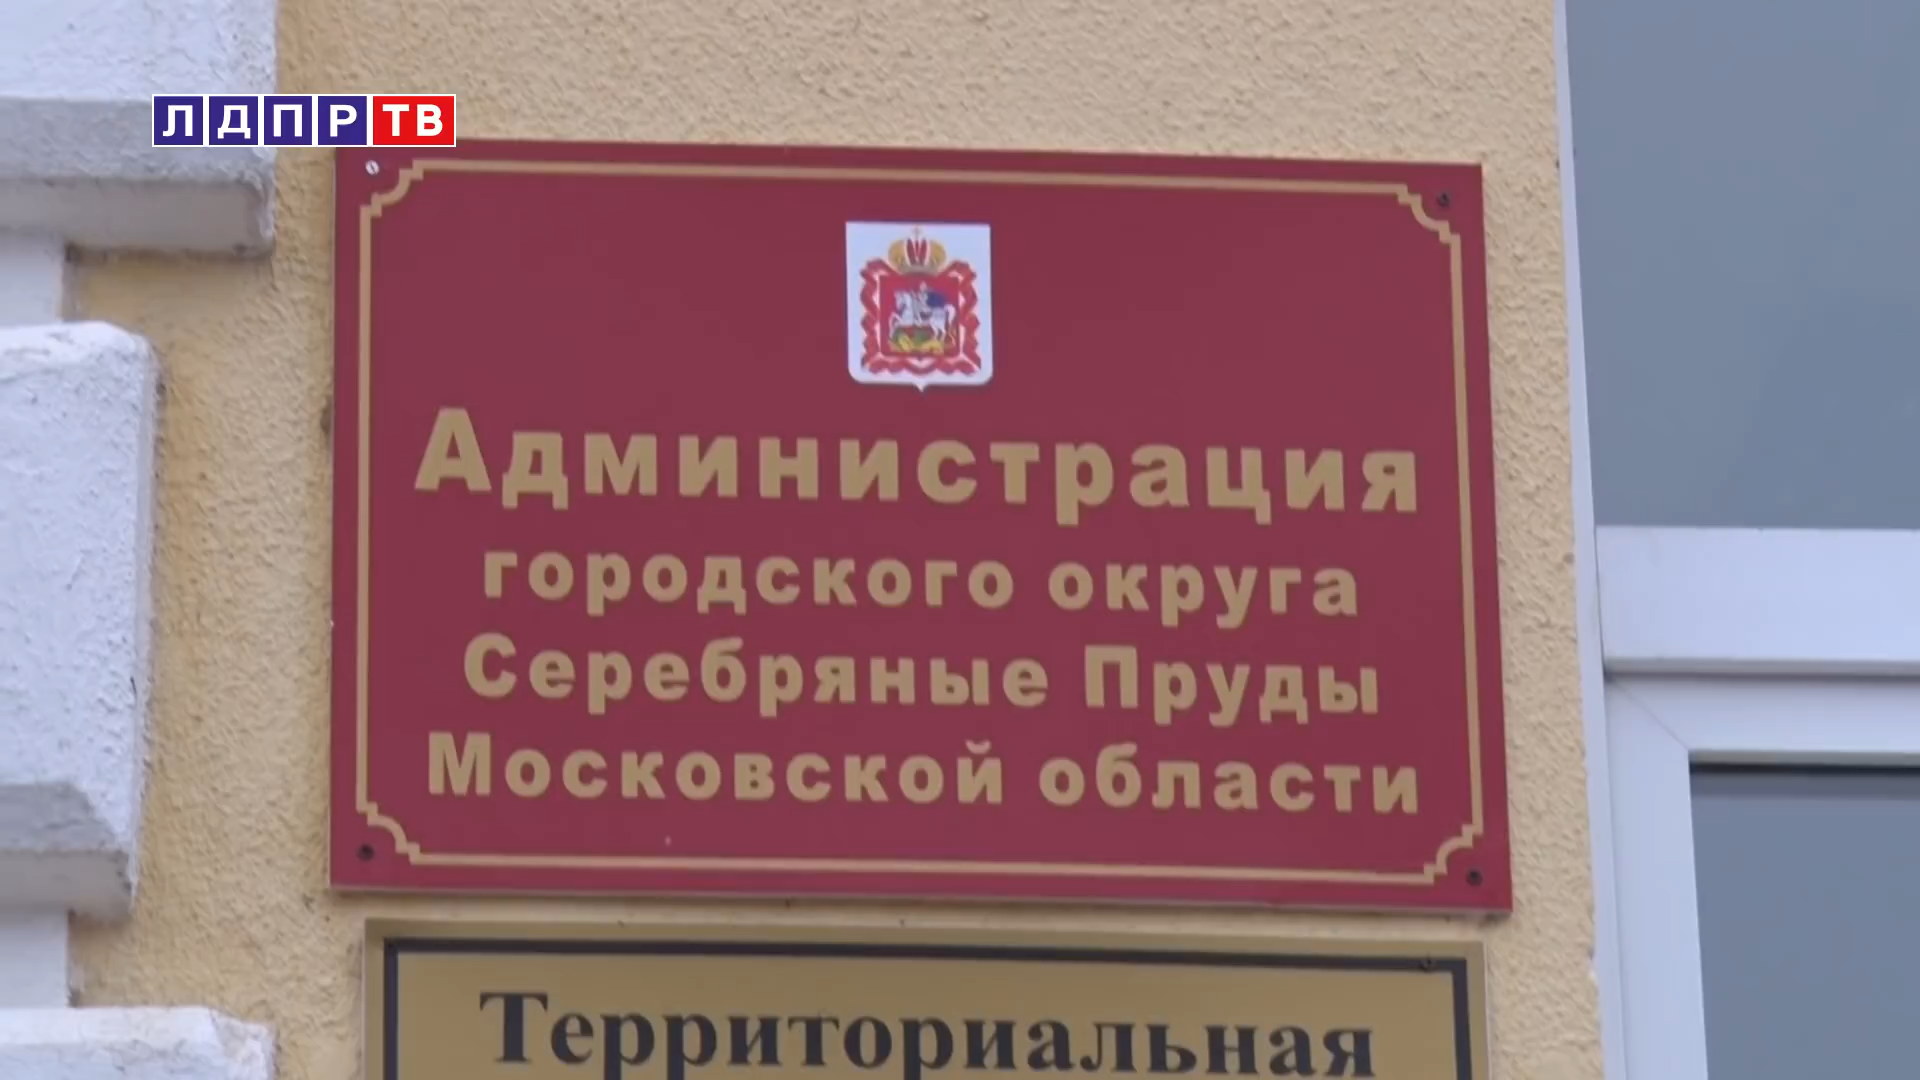 ЛДПР ТВ
Администрация
городского округа
Серебряные Пруды
Московской области
Территориальная